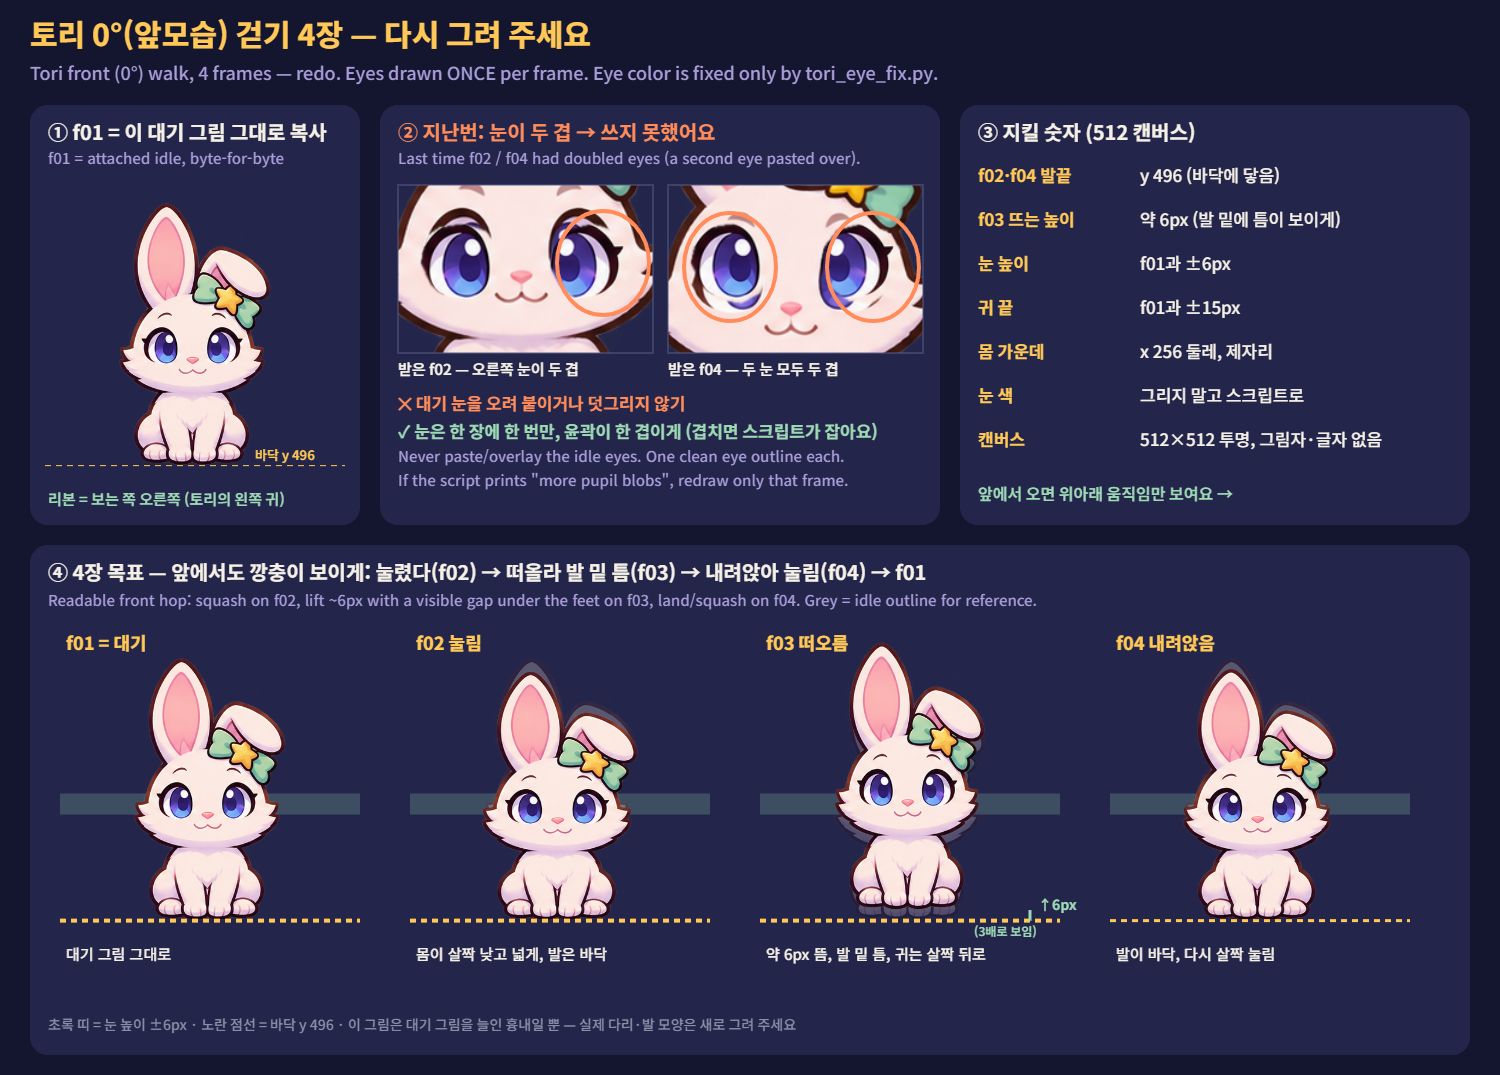 토리 0°(앞모습) 걷기 4장 — 다시 그려 주세요
Tori front (0°) walk, 4 frames — redo. Eyes drawn ONCE per frame. Eye color is fixed only by tori_eye_fix.py.
① f01 = 이 대기 그림 그대로 복사
f01 = attached idle, byte-for-byte
바닥 y 496
리본 = 보는 쪽 오른쪽 (토리의 왼쪽 귀)
② 지난번: 눈이 두 겹 → 쓰지 못했어요
Last time f02 / f04 had doubled eyes (a second eye pasted over).
받은 f02 — 오른쪽 눈이 두 겹
받은 f04 — 두 눈 모두 두 겹
✕ 대기 눈을 오려 붙이거나 덧그리지 않기
✓ 눈은 한 장에 한 번만, 윤곽이 한 겹이게 (겹치면 스크립트가 잡아요)
Never paste/overlay the idle eyes. One clean eye outline each.
If the script prints "more pupil blobs", redraw only that frame.
③ 지킬 숫자 (512 캔버스)
f02·f04 발끝 y 496 (바닥에 닿음)
f03 뜨는 높이 약 6px (발 밑에 틈이 보이게)
눈 높이 f01과 ±6px
귀 끝 f01과 ±15px
몸 가운데 x 256 둘레, 제자리
눈 색 그리지 말고 스크립트로
캔버스 512×512 투명, 그림자·글자 없음
앞에서 오면 위아래 움직임만 보여요 →
④ 4장 목표 — 앞에서도 깡충이 보이게: 눌렸다(f02) → 떠올라 발 밑 틈(f03) → 내려앉아 눌림(f04) → f01
Readable front hop: squash on f02, lift ~6px with a visible gap under the feet on f03, land/squash on f04. Grey = idle outline for reference.
f01 = 대기
f02 눌림
f03 떠오름
f04 내려앉음
↑6px
(3배로 보임)
대기 그림 그대로
몸이 살짝 낮고 넓게, 발은 바닥
약 6px 뜸, 발 밑 틈, 귀는 살짝 뒤로
발이 바닥, 다시 살짝 눌림
초록 띠 = 눈 높이 ±6px · 노란 점선 = 바닥 y 496 · 이 그림은 대기 그림을 늘인 흉내일 뿐 — 실제 다리·발 모양은 새로 그려 주세요